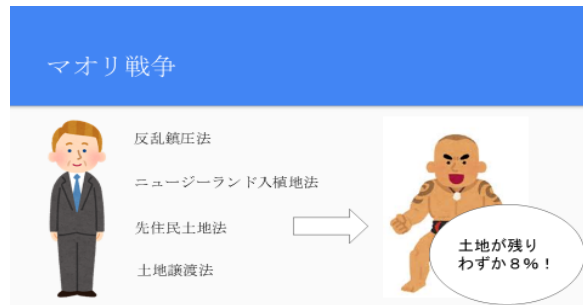 マオリ戦争
反乱鎮圧法
ニュージーランド入植地法
先住民土地法
土地譲渡法
土地が残り
わずか８％！